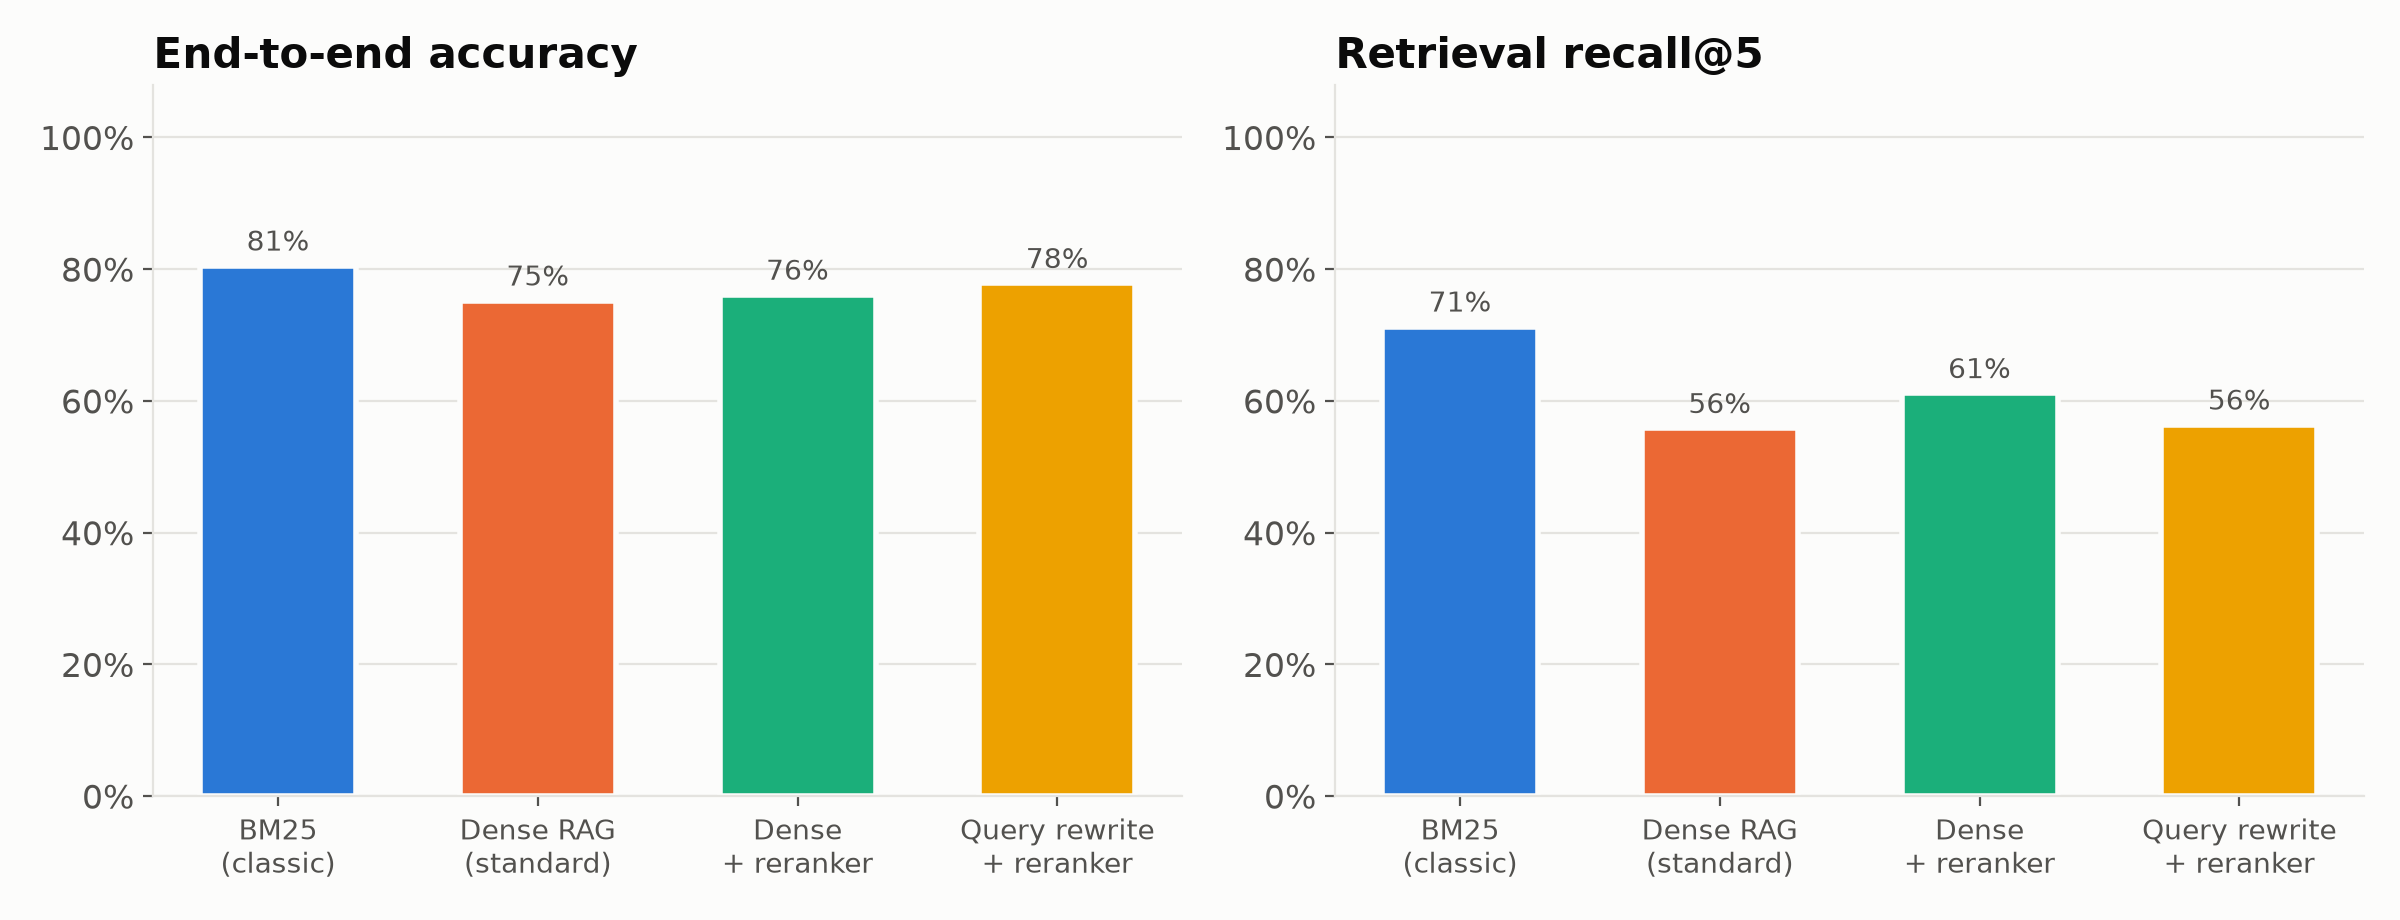 End-to-end accuracy
100%
80%
60%
40%
20%
0%
81%
75%
76%
78%
BM25
(classic)
Dense RAG
(standard)
Dense
+ reranker
Query rewrite
+ reranker
Retrieval recall@5
100%
80%
60%
40%
20%
0%
71%
56%
61%
56%
BM25
(classic)
Dense RAG
(standard)
Dense
+ reranker
Query rewrite
+ reranker